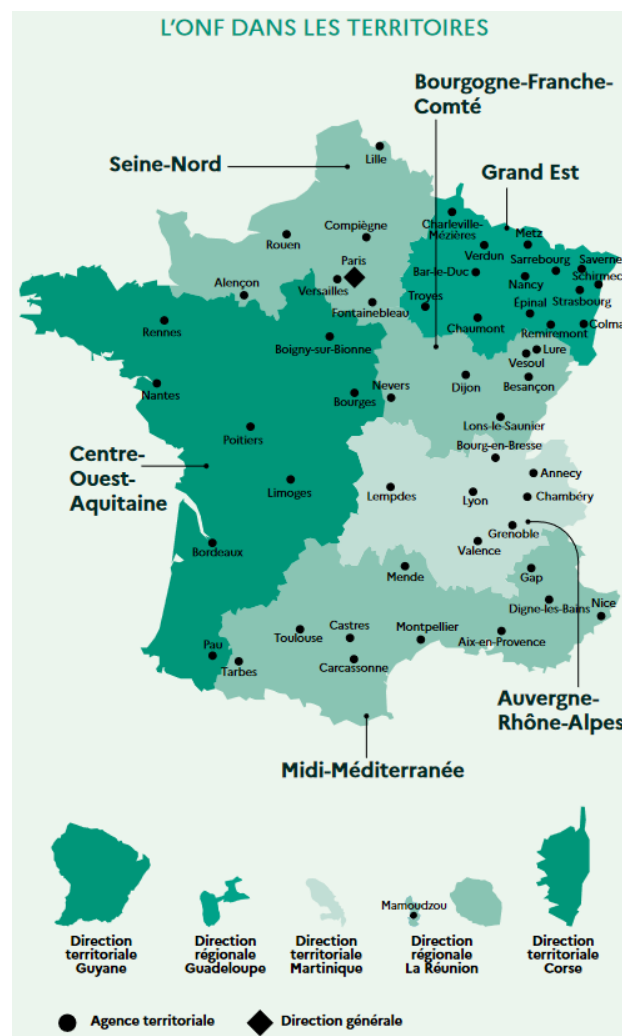 L'ONF DANS LES TERRITOIRES
Bourgogne-Franche-
Comté
Lille
Seine-Nord
Grand Est
Charleville-
Mézières
Compiègne
Rouen
Metz
Verdun
Sarrebourg
Saverne
Paris
Bar-le-Duc
Schirmec
Versailles
Nancy
Alençon
Strasbourg
Troyes
Fontainebleau
Épinal
Rennes
Chaumont
Remiremont
Colma
Boigny-sur-Bionne
Lure
Vesoul
Nantes
Nevers
Dijon
Besançon
Bourges
Lons-le-Saunier
Poitiers
Bourg-en-Bresse
Centre-
Ouest-
Aquitaine
Annecy
Limoges
Lempdes
Lyon
Chambéry
Grenoble
Bordeaux
Valence
Mende
Gap
Digne-les-Bains
Nice
Castres
Montpellier
Toulouse
Aix-en-Provence
Pau
Tarbes
Carcassonne
Auvergne-
Rhône-Alpes
Midi-Méditerranée
Mamoudzou
Direction
territoriale
Guyane
Direction
régionale
Guadeloupe
Direction
territoriale
Martinique
Direction
régionale
La Réunion
Direction
territoriale
Corse
Agence territoriale
Direction générale